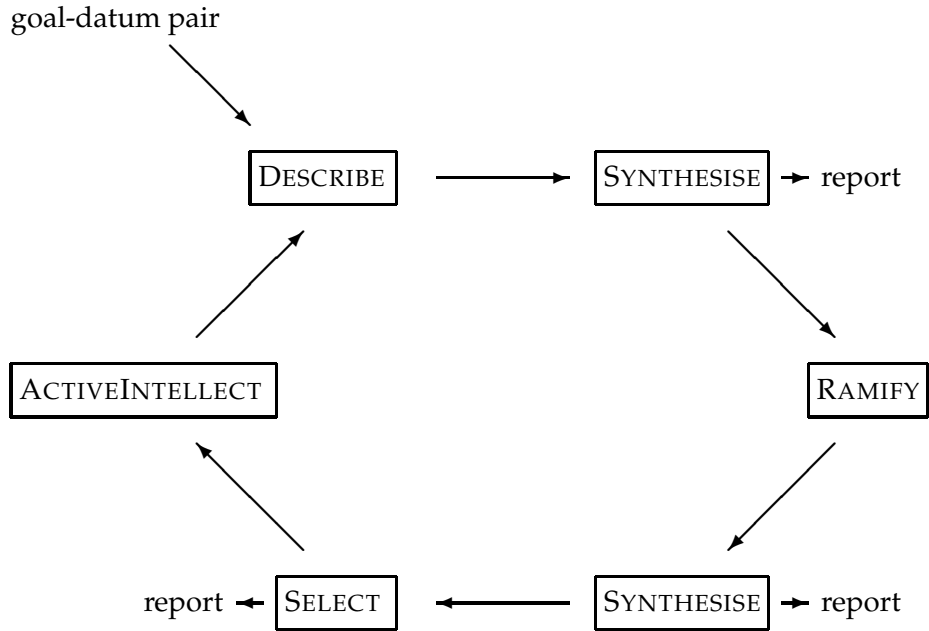 goal-datum pair
DESCRIBE
SYNTHESISE
report
ACTIVEINTELLECT
RAMIFY
report
SELECT
SYNTHESISE
report